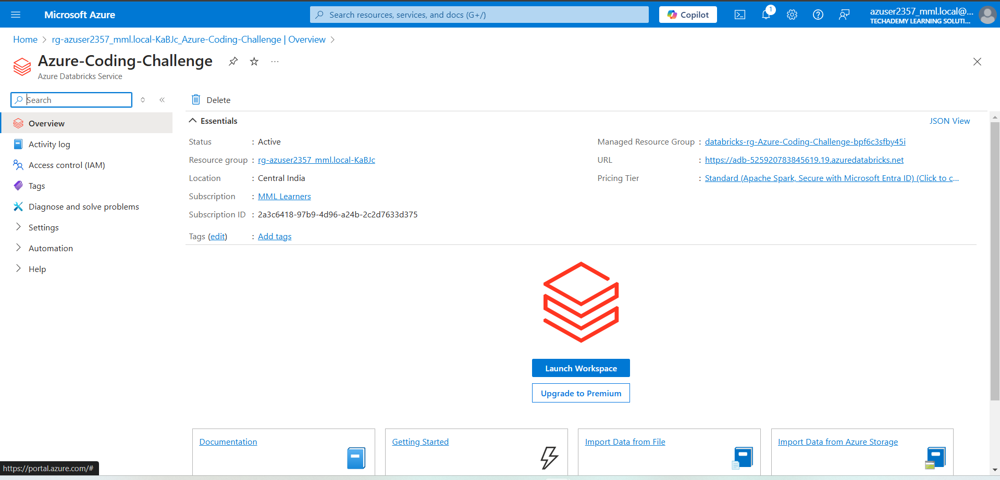 Microsoft Azure
Search resources, services, and docs (G+/)
Copilot
1
azuser2357_mml.local@...
TECHADEMY LEARNING SOLUTI...
Home > rg-azuser2357_mml.local-KaBJc_Azure-Coding-Challenge | Overview >
Azure-Coding-Challenge
...
Azure Databricks Service
Search
Delete
Overview
Activity log
Access control (IAM)
Tags
Diagnose and solve problems
Settings
Automation
Help
Essentials
JSON View
Status : Active
Resource group : rg-azuser2357_mml.local-KaBJc
Location : Central India
Subscription : MML Learners
Subscription ID : 2a3c6418-97b9-4d96-a24b-2c2d7633d375
Tags (edit) : Add tags
Managed Resource Group : databricks-rg-Azure-Coding-Challenge-bpf6c3sfby45i
URL : https://adb-525920783845619.19.azuredatabricks.net
Pricing Tier : Standard (Apache Spark, Secure with Microsoft Entra ID) (Click to c...
Launch Workspace
Upgrade to Premium
Documentation
Getting Started
Import Data from File
Import Data from Azure Storage
https://portal.azure.com/#